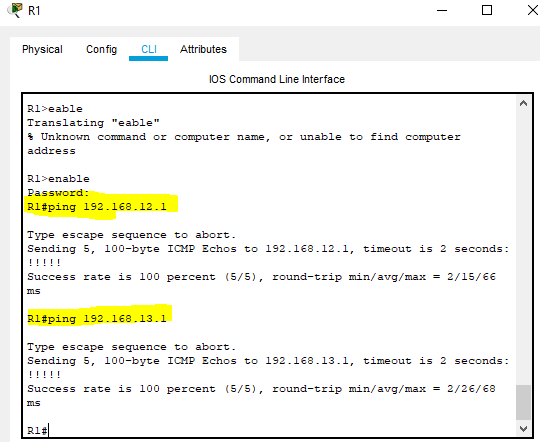 R1
Physical Config CLI Attributes
IOS Command Line Interface
R1>eable
Translating "eable"
% Unknown command or computer name, or unable to find computer
address
R1>enable
Password:
R1#ping 192.168.12.1
Type escape sequence to abort.
Sending 5, 100-byte ICMP Echos to 192.168.12.1, timeout is 2 seconds:
!!!!!
Success rate is 100 percent (5/5), round-trip min/avg/max = 2/15/66
ms
R1#ping 192.168.13.1
Type escape sequence to abort.
Sending 5, 100-byte ICMP Echos to 192.168.13.1, timeout is 2 seconds:
!!!!!
Success rate is 100 percent (5/5), round-trip min/avg/max = 2/26/68
ms
R1#